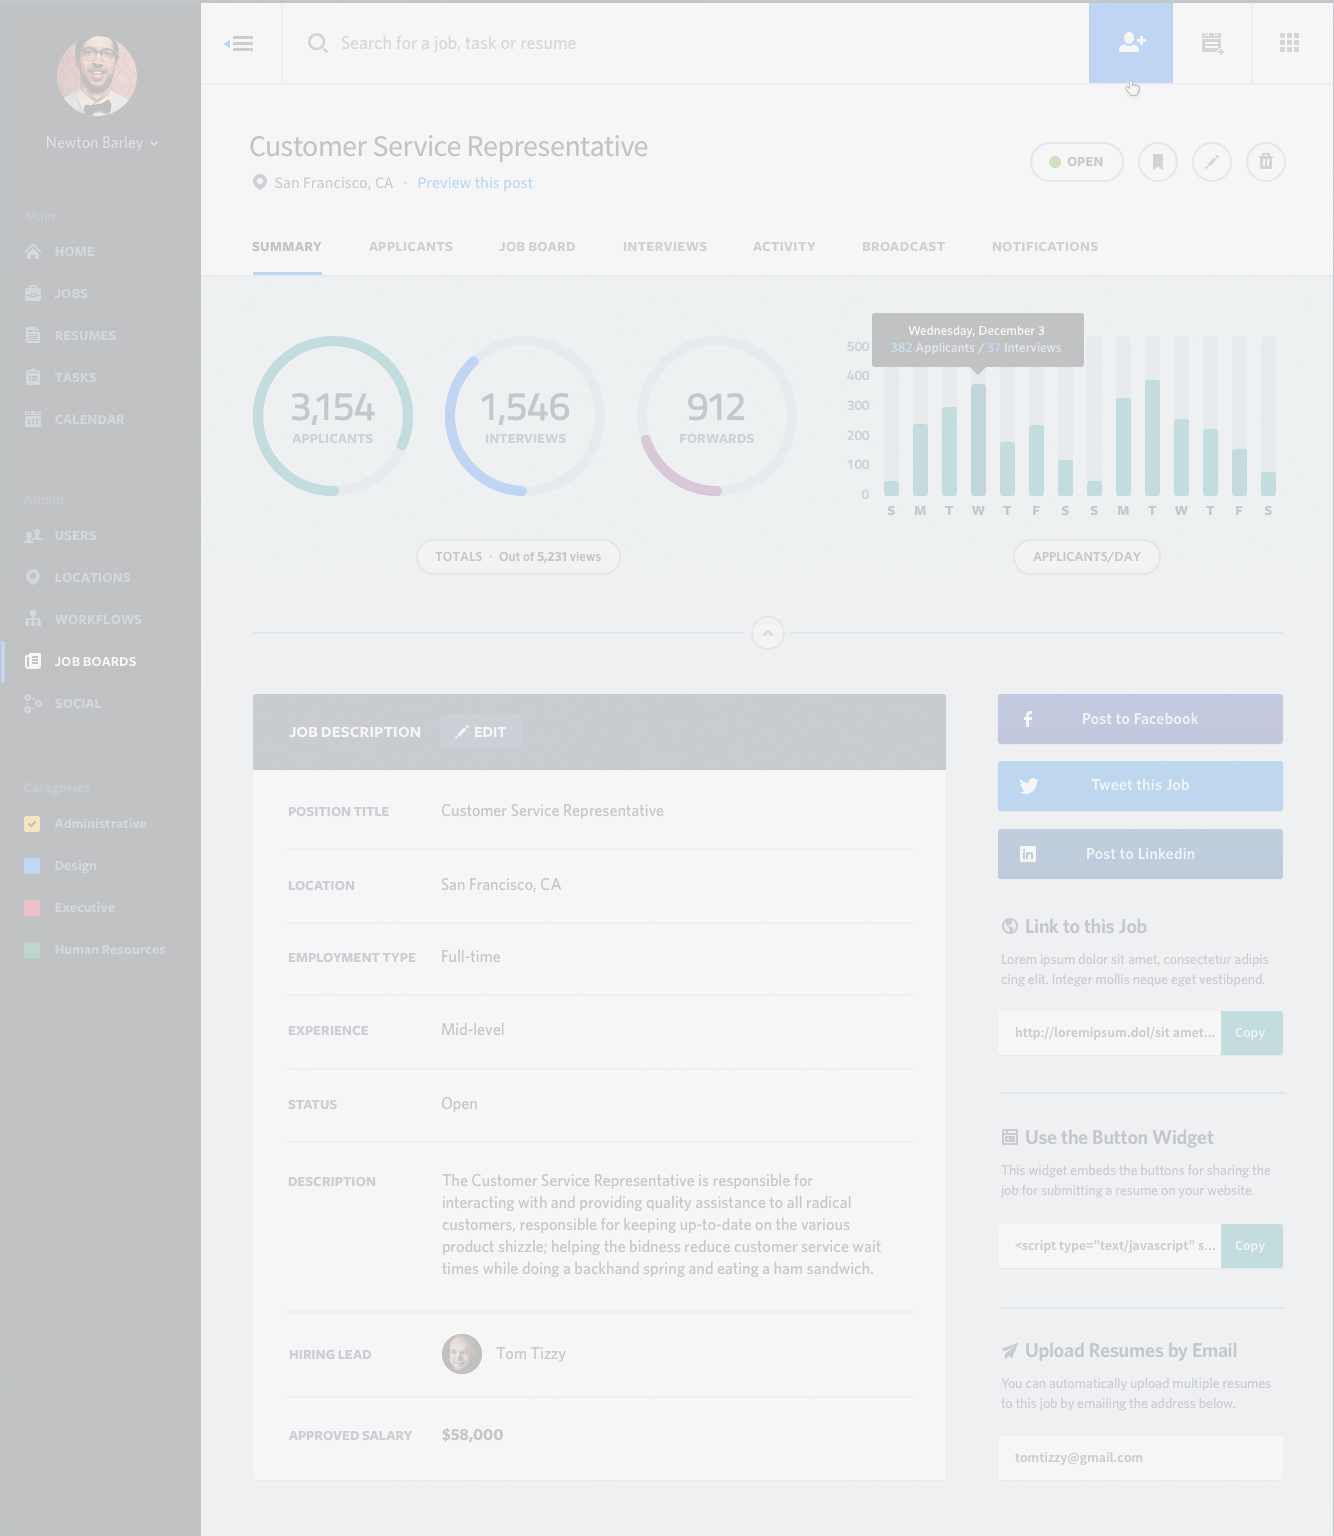 Newton Barley
Main
HOME
JOBS
RESUMES
TASKS
CALENDAR
Admin
USERS
LOCATIONS
WORKFLOWS
JOB BOARDS
SOCIAL
Categories
Administrative
Design
Executive
Human Resources
Search for a job, task or resume
Customer Service Representative
San Francisco, CA · Preview this post
OPEN
SUMMARY APPLICANTS JOB BOARD INTERVIEWS ACTIVITY BROADCAST NOTIFICATIONS
3,154
APPLICANTS
1,546
INTERVIEWS
912
FORWARDS
TOTALS · Out of 5,231 views
Wednesday, December 3
382 Applicants / 37 Interviews
500
400
300
200
100
0
S M T W T F S S M T W T F S
APPLICANTS/DAY
JOB DESCRIPTION EDIT
POSITION TITLE Customer Service Representative
LOCATION San Francisco, CA
EMPLOYMENT TYPE Full-time
EXPERIENCE Mid-level
STATUS Open
DESCRIPTION The Customer Service Representative is responsible for
interacting with and providing quality assistance to all radical
customers, responsible for keeping up-to-date on the various
product shizzle; helping the bidness reduce customer service wait
times while doing a backhand spring and eating a ham sandwich.
HIRING LEAD Tom Tizzy
APPROVED SALARY $58,000
Post to Facebook
Tweet this Job
Post to Linkedin
Link to this Job
Lorem ipsum dolor sit amet, consectetur adipis
cing elit. Integer mollis neque eget vestibpend.
http://loremipsum.dol/sit amet... Copy
Use the Button Widget
This widget embeds the buttons for sharing the
job for submitting a resume on your website.
<script type="text/javascript" s... Copy
Upload Resumes by Email
You can automatically upload multiple resumes
to this job by emailing the address below.
tomtizzy@gmail.com